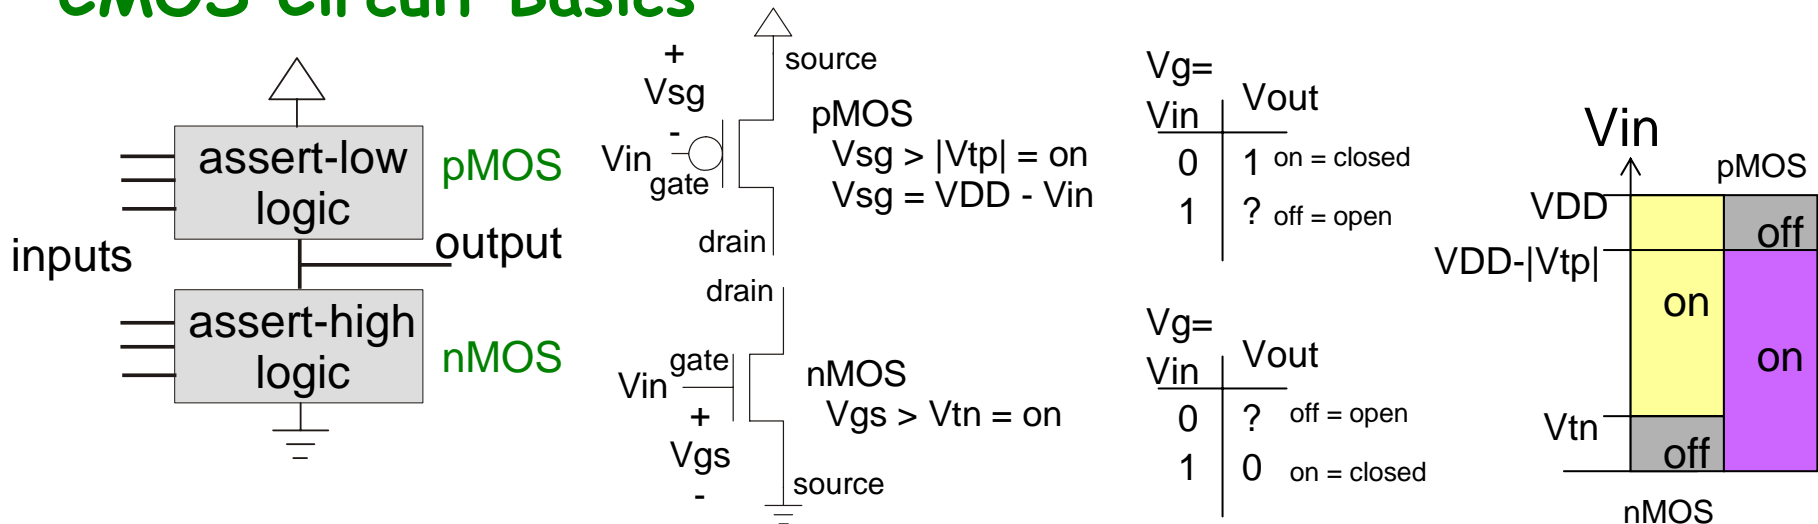 CMOS Circuit Basics
assert-low
logic
pMOS
inputs
output
assert-high
logic
nMOS
+
Vsg
-
Vin
gate
source
pMOS
Vsg > |Vtp| = on
Vsg = VDD - Vin
drain
drain
gate
Vin
+
Vgs
-
nMOS
Vgs > Vtn = on
source
Vg=
Vin Vout
0 1 on = closed
1 ? off = open
Vg=
Vin Vout
0 ? off = open
1 0 on = closed
Vin
pMOS
VDD
off
VDD-|Vtp|
on
on
Vtn
off
nMOS